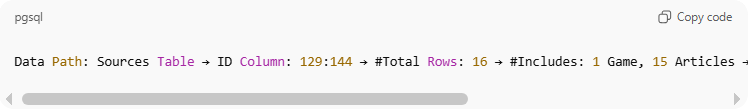 pgsql
Copy code
Data Path: Sources Table → ID Column: 129:144 → #Total Rows: 16 → #Includes: 1 Game, 15 Articles →